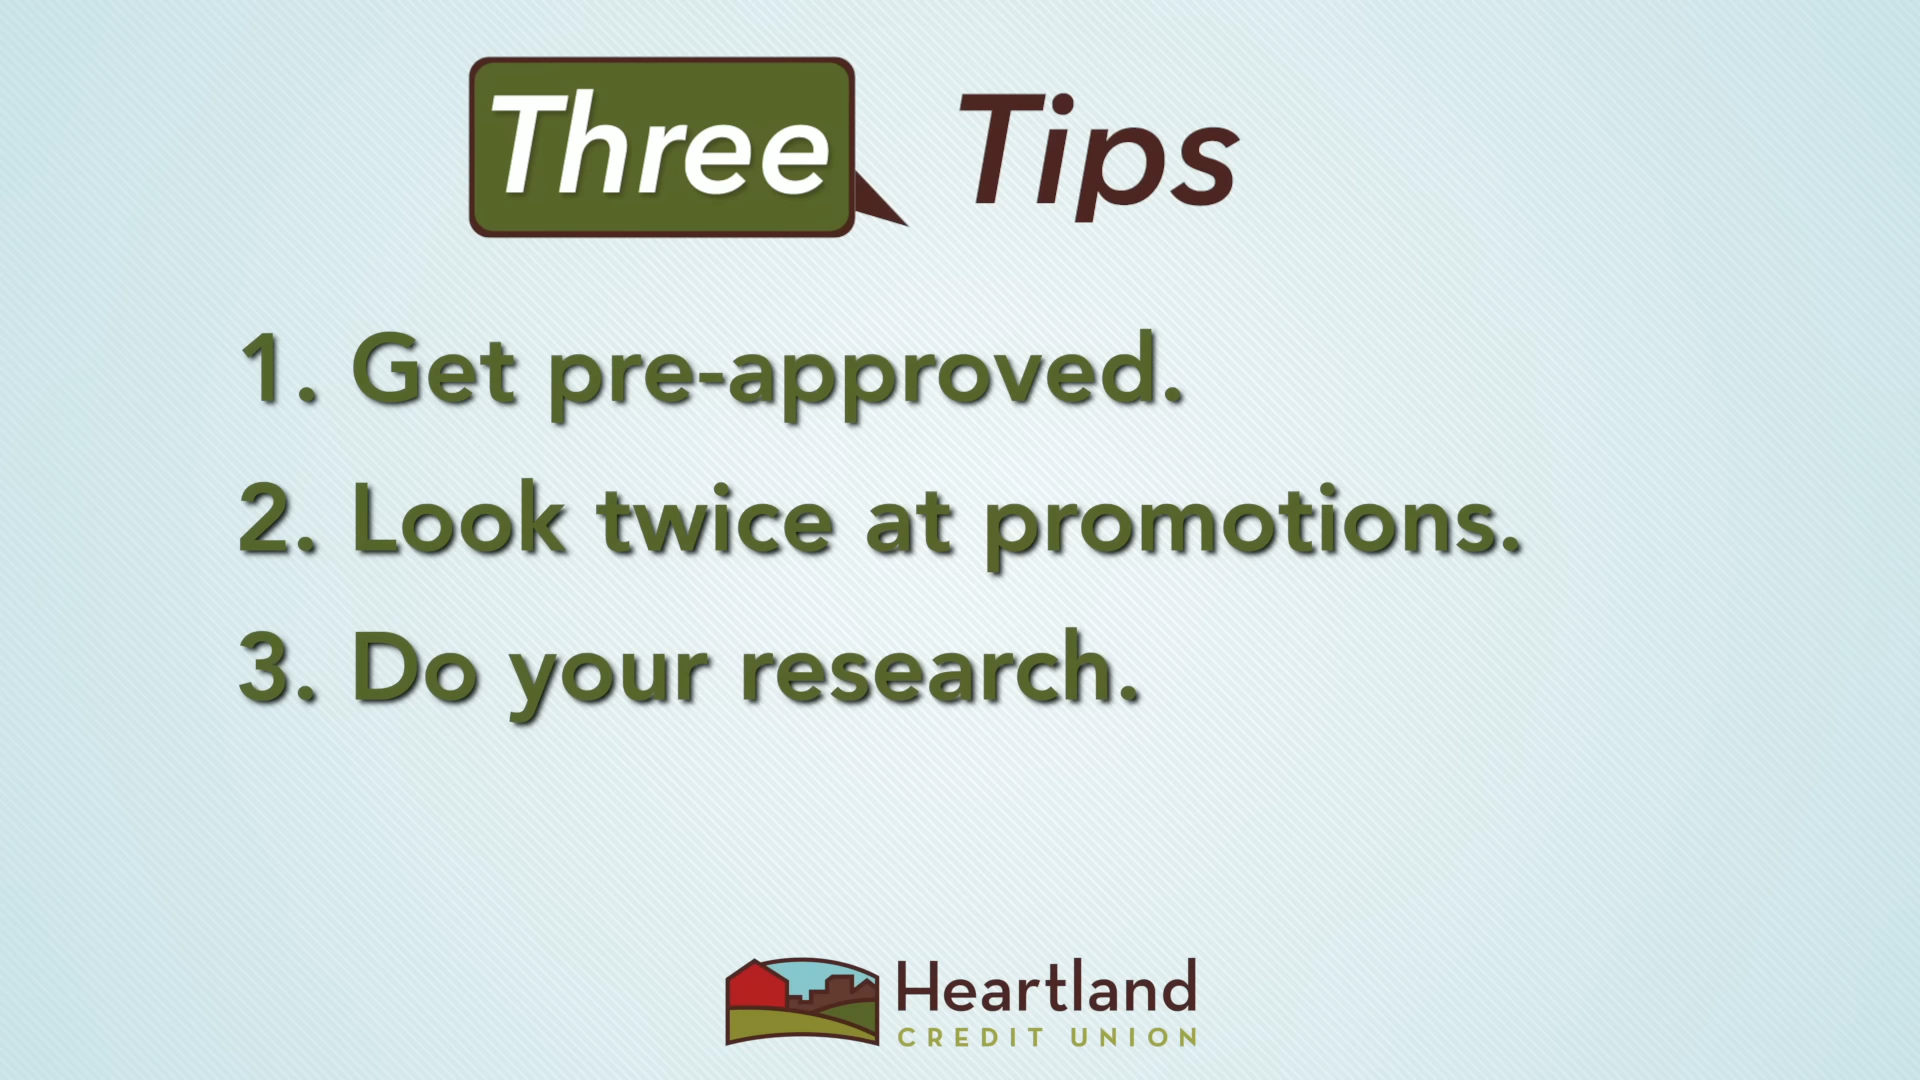 Three Tips
1. Get pre-approved.
2. Look twice at promotions.
3. Do your research.
Heartland
CREDIT UNION